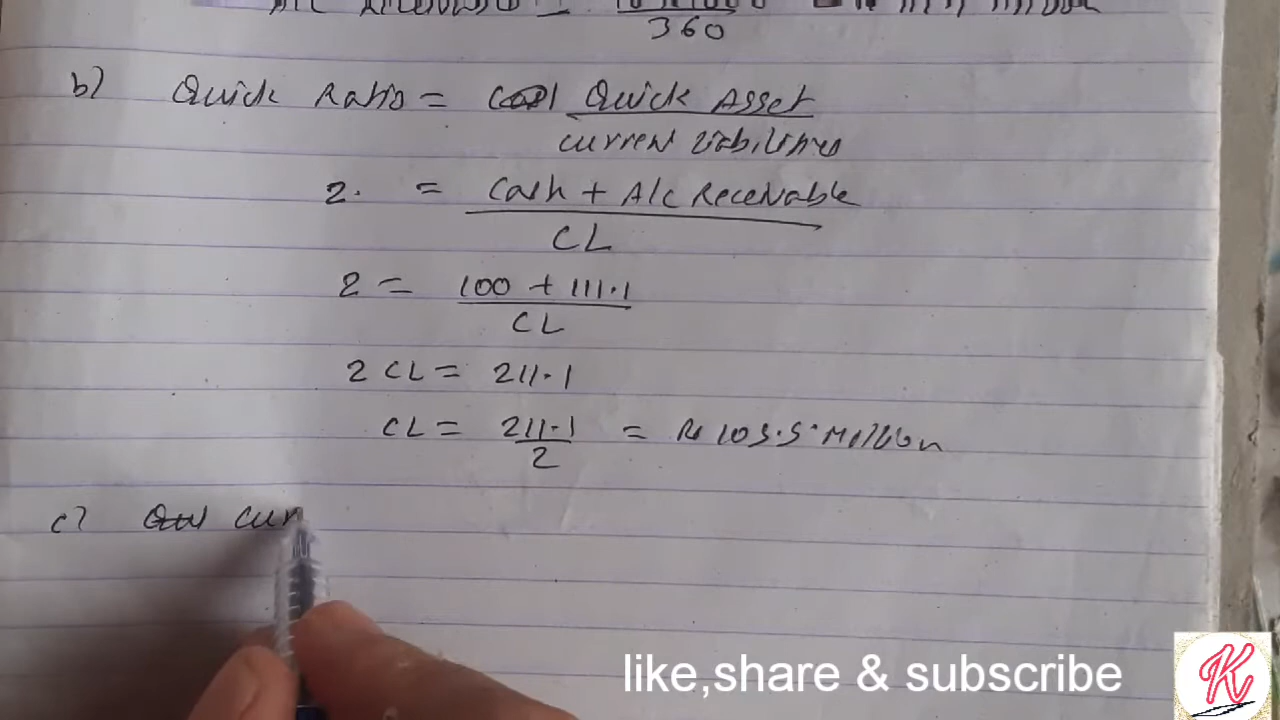 360
b) Quick Ratio = Quick Asset
current liabilities
2. = Cash + A/c Receivable
CL
2 = 100 + 111.1
CL
2 CL = 211.1
CL = 211.1 = Rs 105.5 Million
2
c) Cur
like,share & subscribe
K